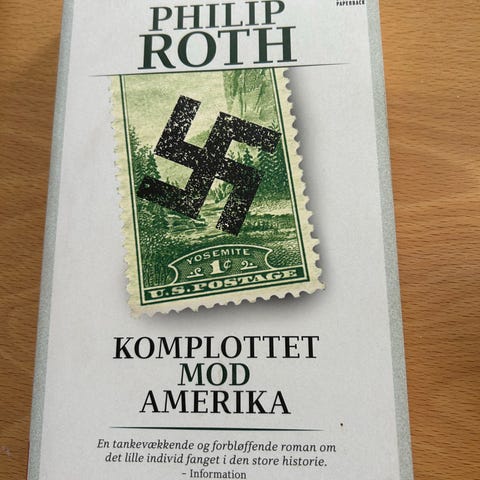 PAPERBACK
PHILIP
ROTH
YOSEMITE
1¢
U.S. POSTAGE
KOMPLOTTET
MOD
AMERIKA
En tankevækkende og forbløffende roman om
det lille individ fanget i den store historie.
– Information